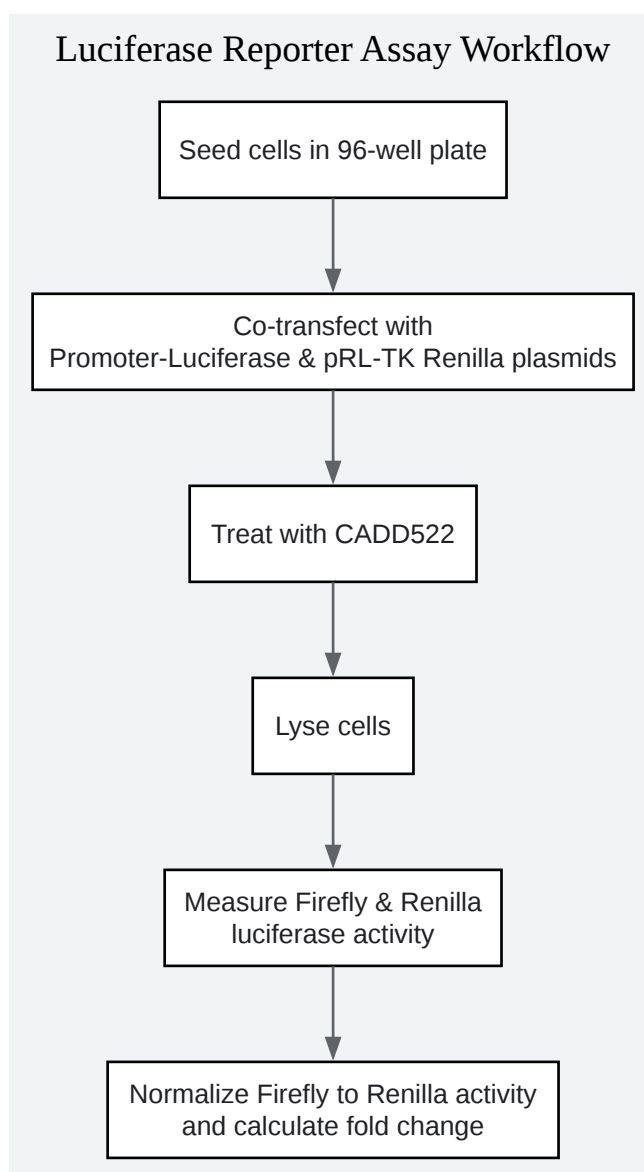 Luciferase Reporter Assay Workflow
Seed cells in 96-well plate
Co-transfect with
Promoter-Luciferase & pRL-TK Renilla plasmids
Treat with CADD522
Lyse cells
Measure Firefly & Renilla
luciferase activity
Normalize Firefly to Renilla activity
and calculate fold change